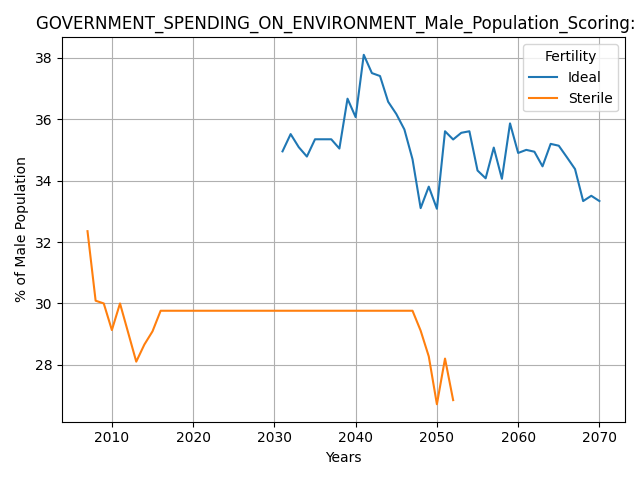 GOVERNMENT_SPENDING_ON_ENVIRONMENT_Male_Population_Scoring:
Fertility
Ideal
Sterile
% of Male Population
38
36
34
32
30
28
2010 2020 2030 2040 2050 2060 2070
Years